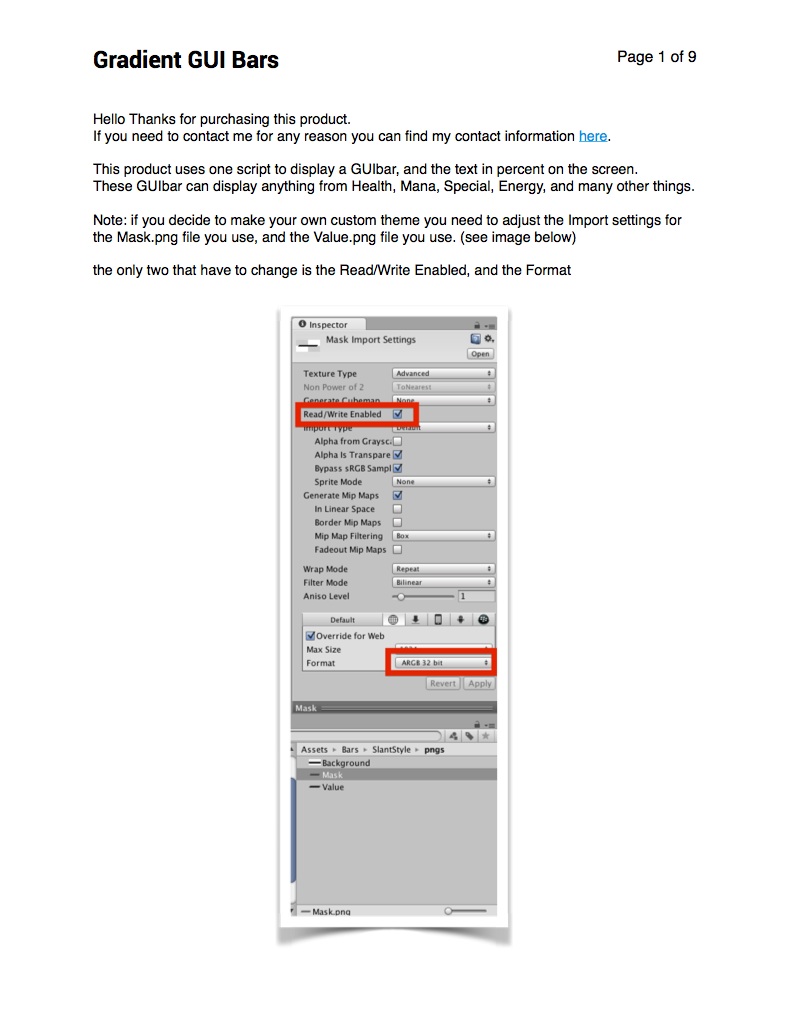 Gradient GUI Bars
Page 1 of 9
Hello Thanks for purchasing this product.
If you need to contact me for any reason you can find my contact information here.
This product uses one script to display a GUIbar, and the text in percent on the screen.
These GUIbar can display anything from Health, Mana, Special, Energy, and many other things.
Note: if you decide to make your own custom theme you need to adjust the Import settings for
the Mask.png file you use, and the Value.png file you use. (see image below)
the only two that have to change is the Read/Write Enabled, and the Format
Inspector
Mask Import Settings
Open
Texture Type Advanced
Non Power of 2 ToNearest
Generate Cubemap None
Read/Write Enabled
Import Type Default
Alpha from Graysc
Alpha Is Transpare
Bypass sRGB Sampl
Sprite Mode None
Generate Mip Maps
In Linear Space
Border Mip Maps
Mip Map Filtering Box
Fadeout Mip Maps
Wrap Mode Repeat
Filter Mode Bilinear
Aniso Level 1
Default
Override for Web
Max Size
Format ARGB 32 bit
Revert Apply
Mask
Assets Bars SlantStyle pngs
Background
Mask
Value
Mask.png